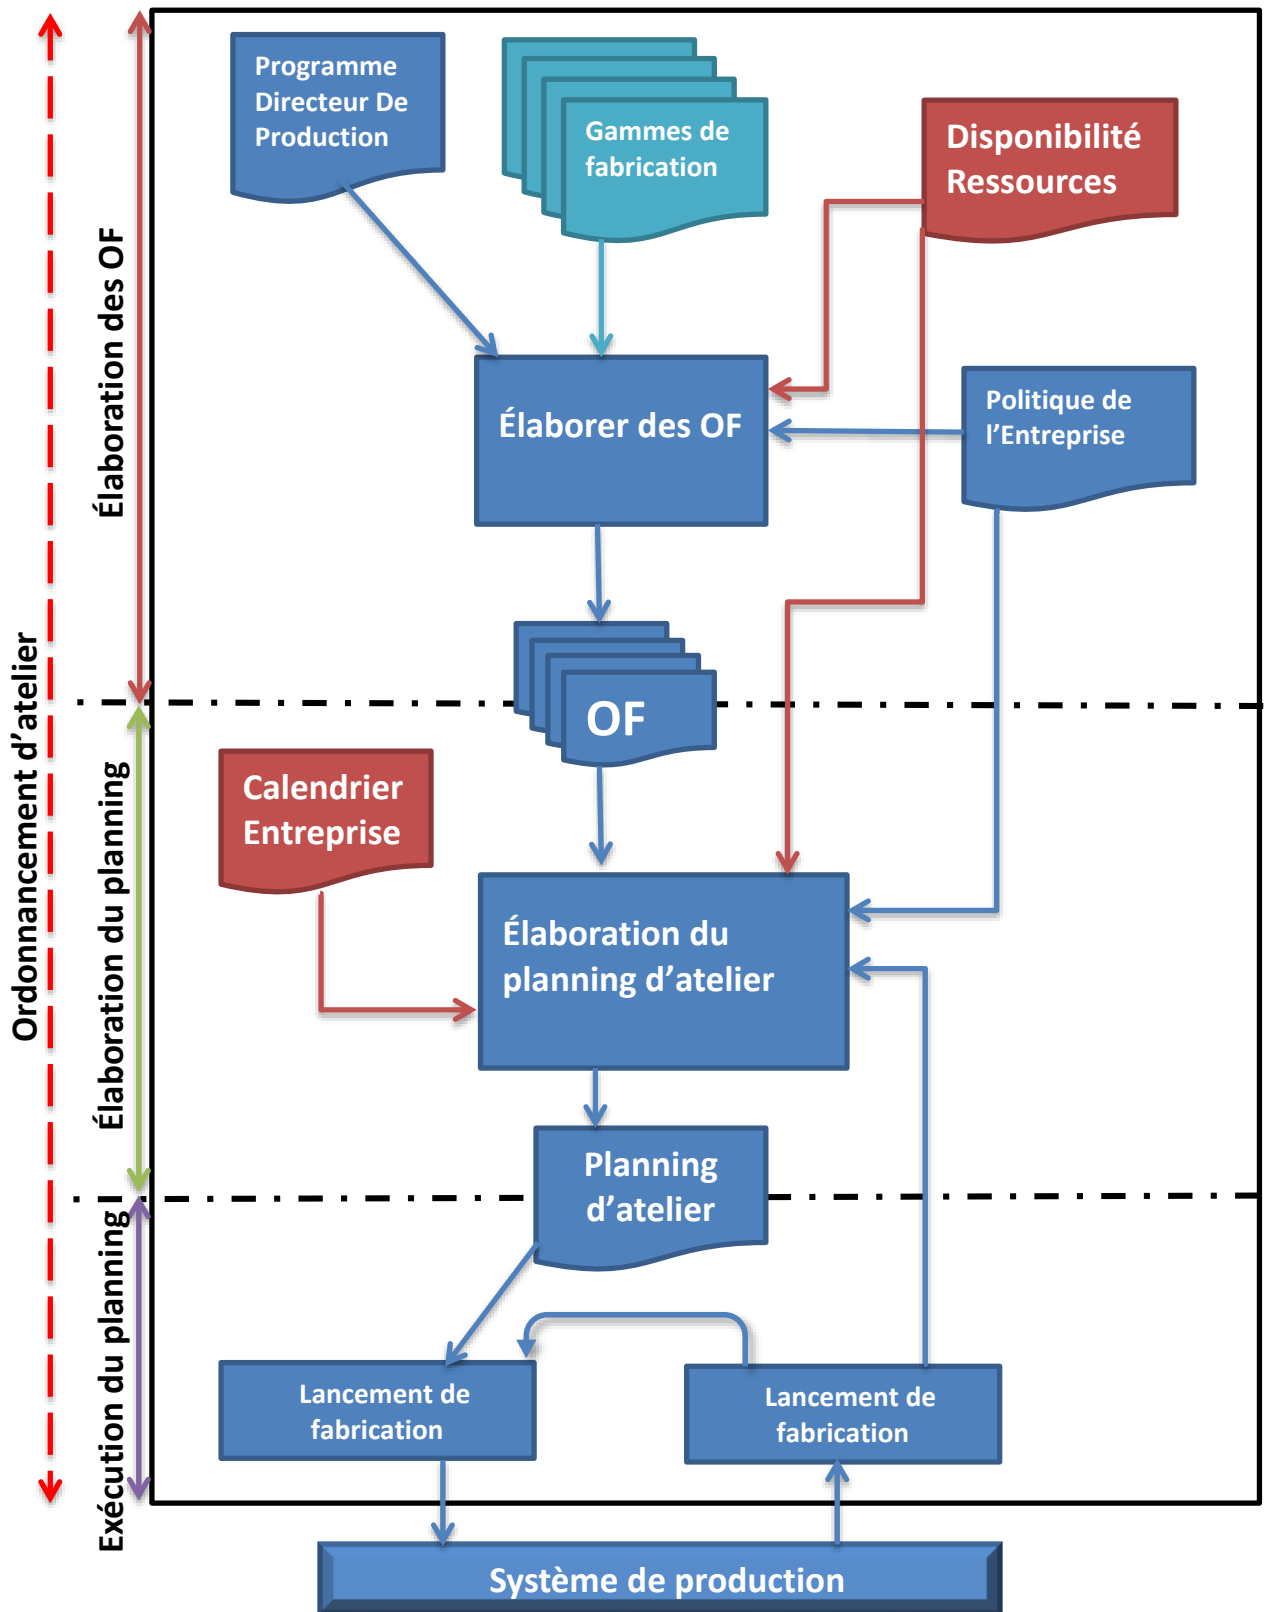 Ordonnancement d’atelier
Élaboration des OF
Élaboration du planning
Exécution du planning
Programme
Directeur De
Production
Gammes de
fabrication
Disponibilité
Ressources
Élaborer des OF
Politique de
l’Entreprise
OF
Calendrier
Entreprise
Élaboration du
planning d’atelier
Planning
d’atelier
Lancement de
fabrication
Lancement de
fabrication
Système de production